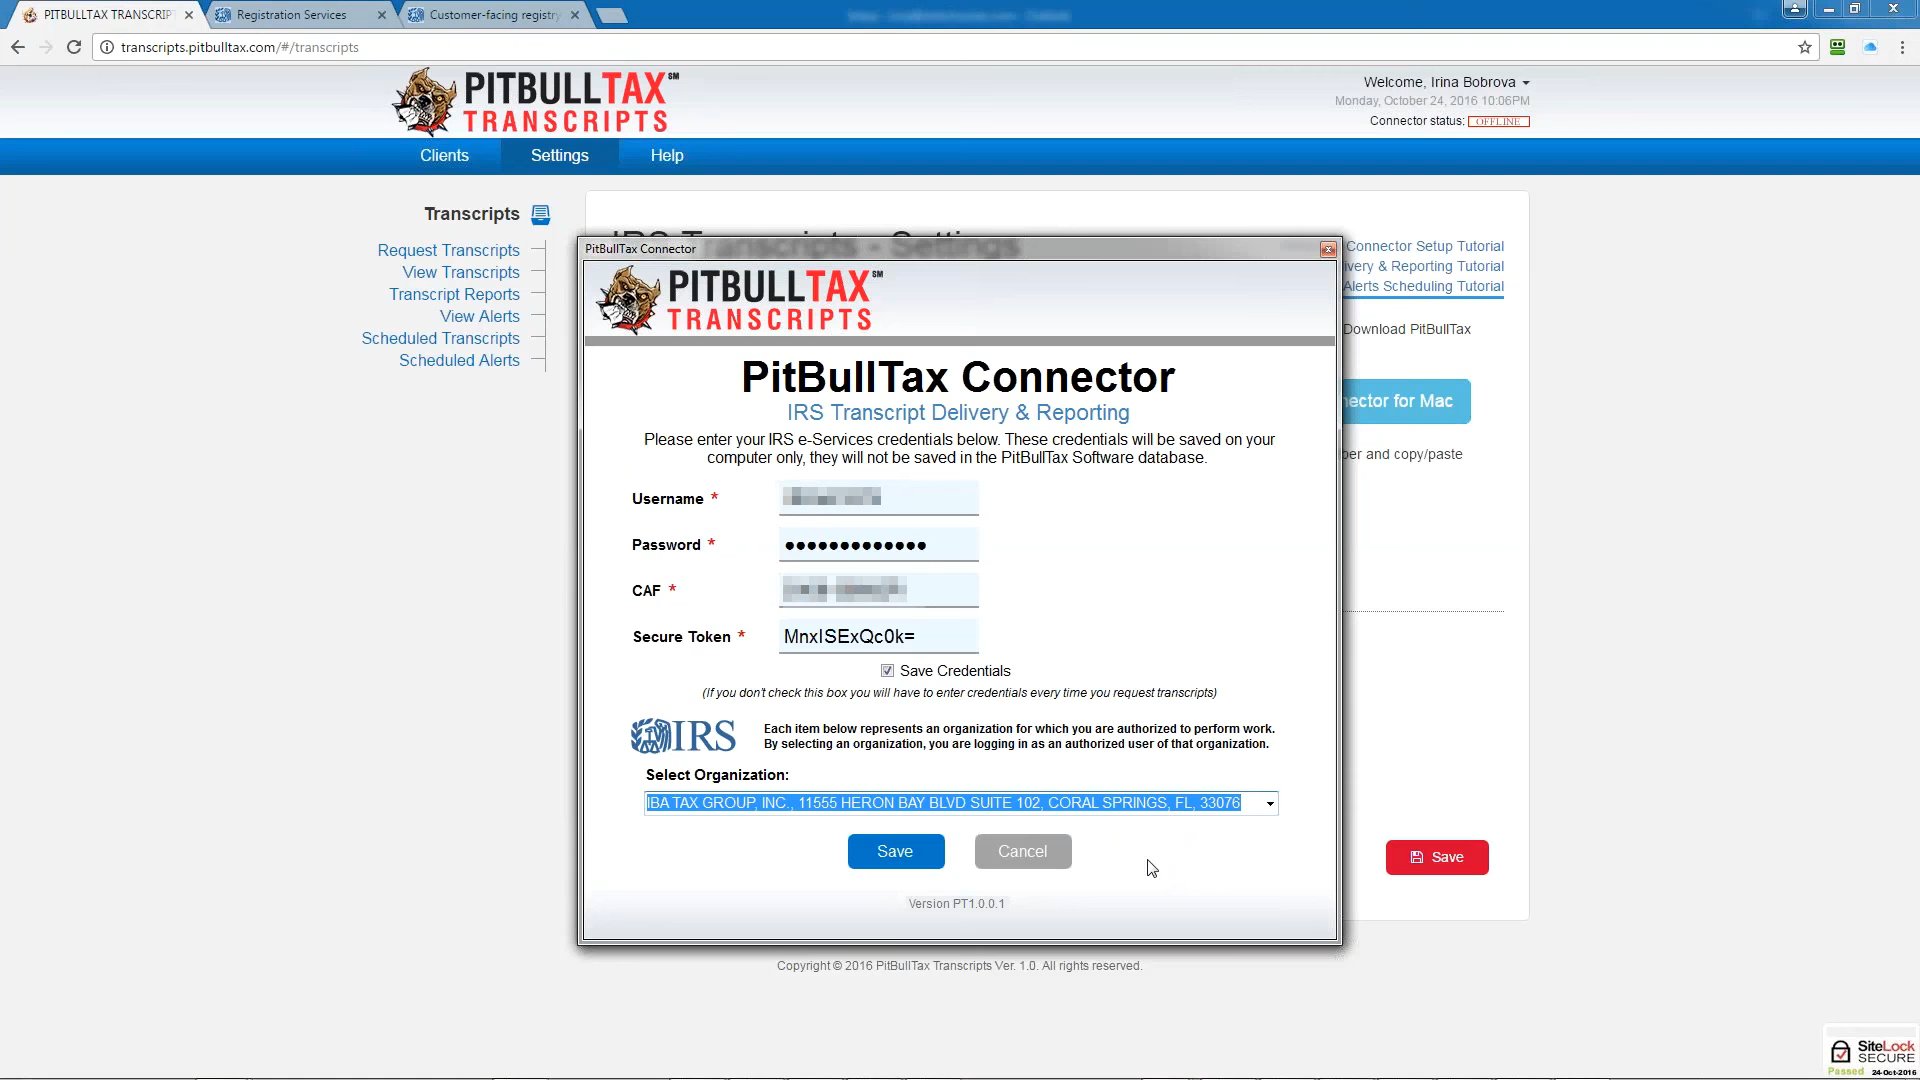 PITBULLTAX TRANSCRIPT
Registration Services
Customer-facing registry
transcripts.pitbulltax.com/#/transcripts
PITBULLTAX SM
TRANSCRIPTS
Welcome, Irina Bobrova
Monday, October 24, 2016 10:06PM
Connector status: OFFLINE
Clients
Settings
Help
Transcripts
Request Transcripts
View Transcripts
Transcript Reports
View Alerts
Scheduled Transcripts
Scheduled Alerts
IRS Transcripts - Settings
Connector Setup Tutorial
ivery & Reporting Tutorial
Alerts Scheduling Tutorial
Download PitBullTax
nector for Mac
ber and copy/paste
Save
PitBullTax Connector
PITBULLTAX SM
TRANSCRIPTS
PitBullTax Connector
IRS Transcript Delivery & Reporting
Please enter your IRS e-Services credentials below. These credentials will be saved on your
computer only, they will not be saved in the PitBullTax Software database.
Username *
Password *
CAF *
Secure Token * MnxISExQc0k=
Save Credentials
(If you don't check this box you will have to enter credentials every time you request transcripts)
IRS
Each item below represents an organization for which you are authorized to perform work.
By selecting an organization, you are logging in as an authorized user of that organization.
Select Organization:
IBA TAX GROUP, INC., 11555 HERON BAY BLVD SUITE 102, CORAL SPRINGS, FL, 33076
Save
Cancel
Version PT1.0.0.1
Copyright © 2016 PitBullTax Transcripts Ver. 1.0. All rights reserved.
SiteLock
SECURE
Passed 24-Oct-2016